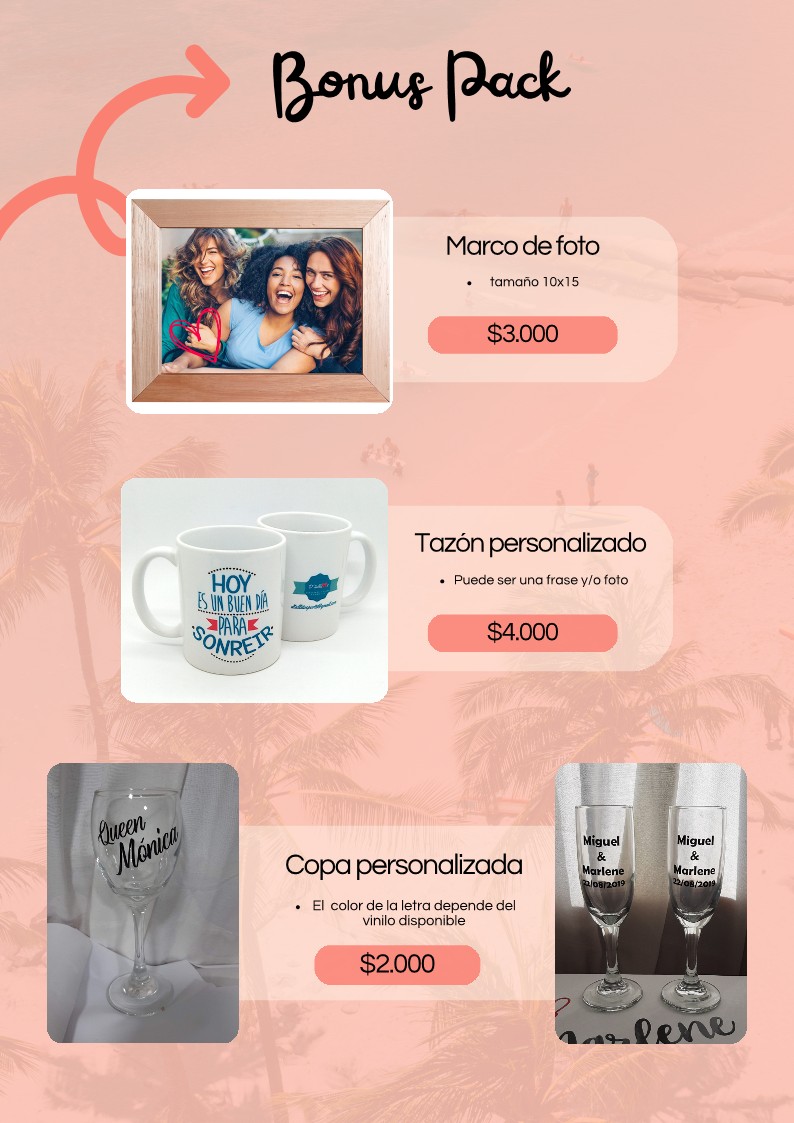 Bonus Pack
Marco de foto
• tamaño 10x15
$3.000
HOY
ES UN BUEN DÍA
PARA
SONREIR
Tazón personalizado
• Puede ser una frase y/o foto
$4.000
Queen
Mónica
Copa personalizada
• El color de la letra depende del
vinilo disponible
$2.000
Miguel
&
Marlene
22/08/2019
Miguel
&
Marlene
22/08/2019
Marlene